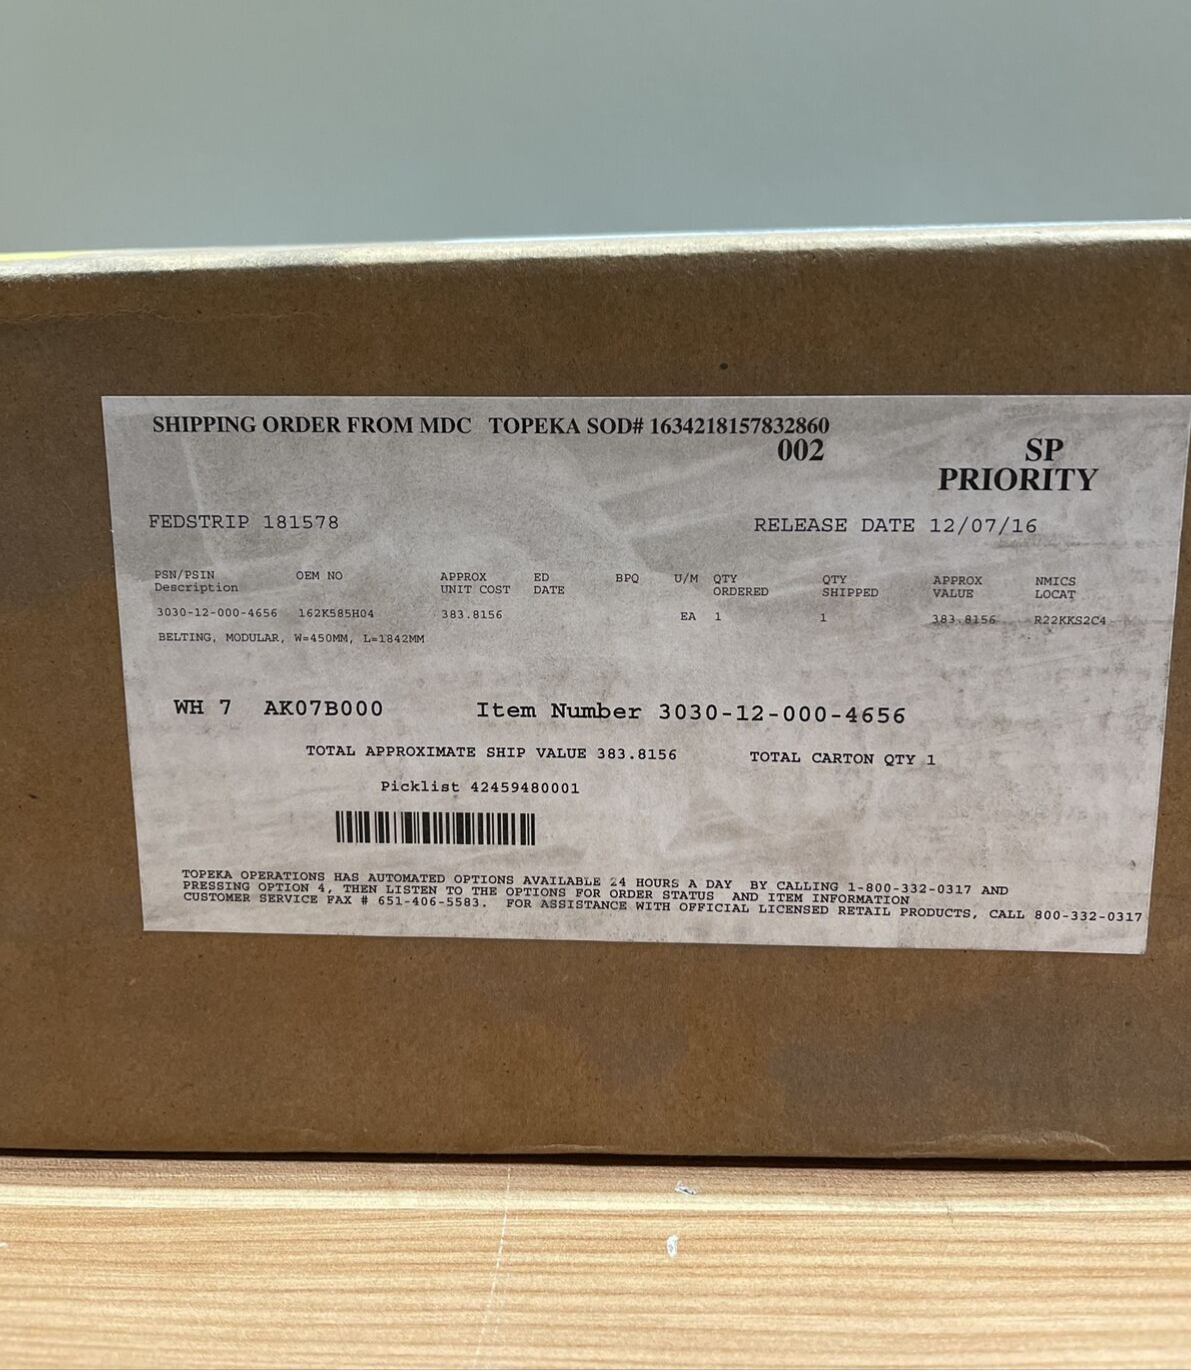 SHIPPING ORDER FROM MDC TOPEKA SOD# 1634218157832860
002
SP
PRIORITY
FEDSTRIP 181578
RELEASE DATE 12/07/16
PSN/PSIN OEM NO APPROX ED BPQ U/M QTY QTY APPROX NMICS
Description UNIT COST DATE ORDERED SHIPPED VALUE LOCAT
3030-12-000-4656 162K585H04 383.8156 EA 1 1 383.8156 R22KKS2C4
BELTING, MODULAR, W=450MM, L=1842MM
WH 7 AK07B000 Item Number 3030-12-000-4656
TOTAL APPROXIMATE SHIP VALUE 383.8156 TOTAL CARTON QTY 1
Picklist 42459480001
TOPEKA OPERATIONS HAS AUTOMATED OPTIONS AVAILABLE 24 HOURS A DAY BY CALLING 1-800-332-0317 AND
PRESSING OPTION 4, THEN LISTEN TO THE OPTIONS FOR ORDER STATUS AND ITEM INFORMATION
CUSTOMER SERVICE FAX # 651-406-5583. FOR ASSISTANCE WITH OFFICIAL LICENSED RETAIL PRODUCTS, CALL 800-332-0317